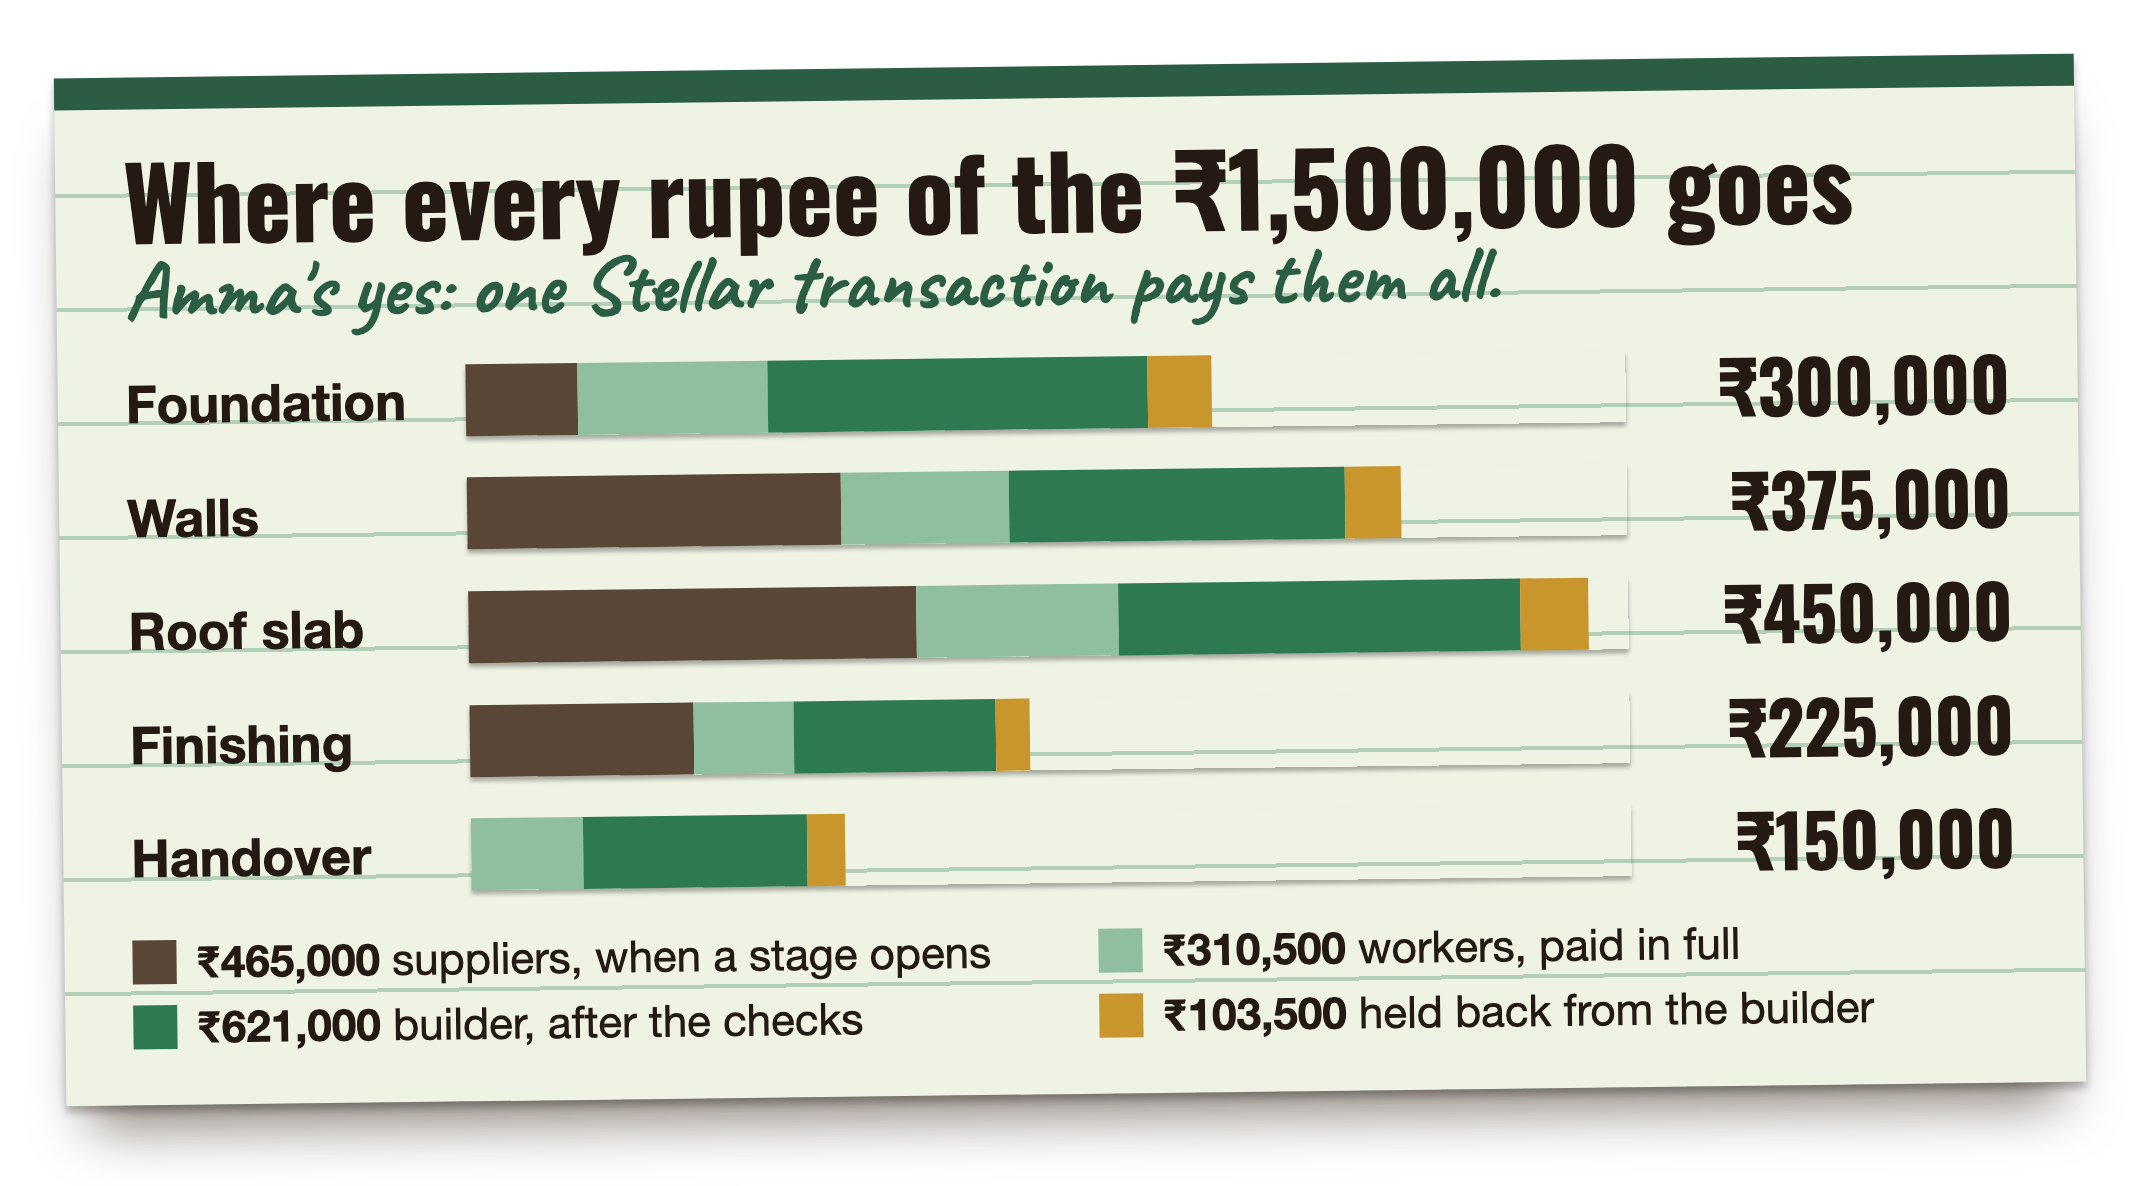 Where every rupee of the ₹1,500,000 goes
Amma's yes: one Stellar transaction pays them all.
Foundation ₹300,000
Walls ₹375,000
Roof slab ₹450,000
Finishing ₹225,000
Handover ₹150,000
₹465,000 suppliers, when a stage opens
₹310,500 workers, paid in full
₹621,000 builder, after the checks
₹103,500 held back from the builder